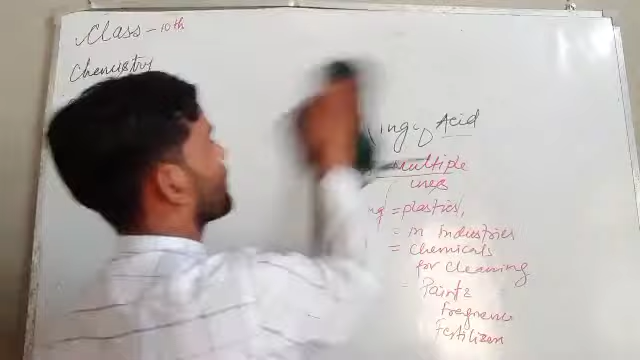 Class - 10th
Chemistry
Acid
multiple
uses
= plastics,
= in Industries
= chemicals
for cleaning
= Paints
fragrance
Fertilizers